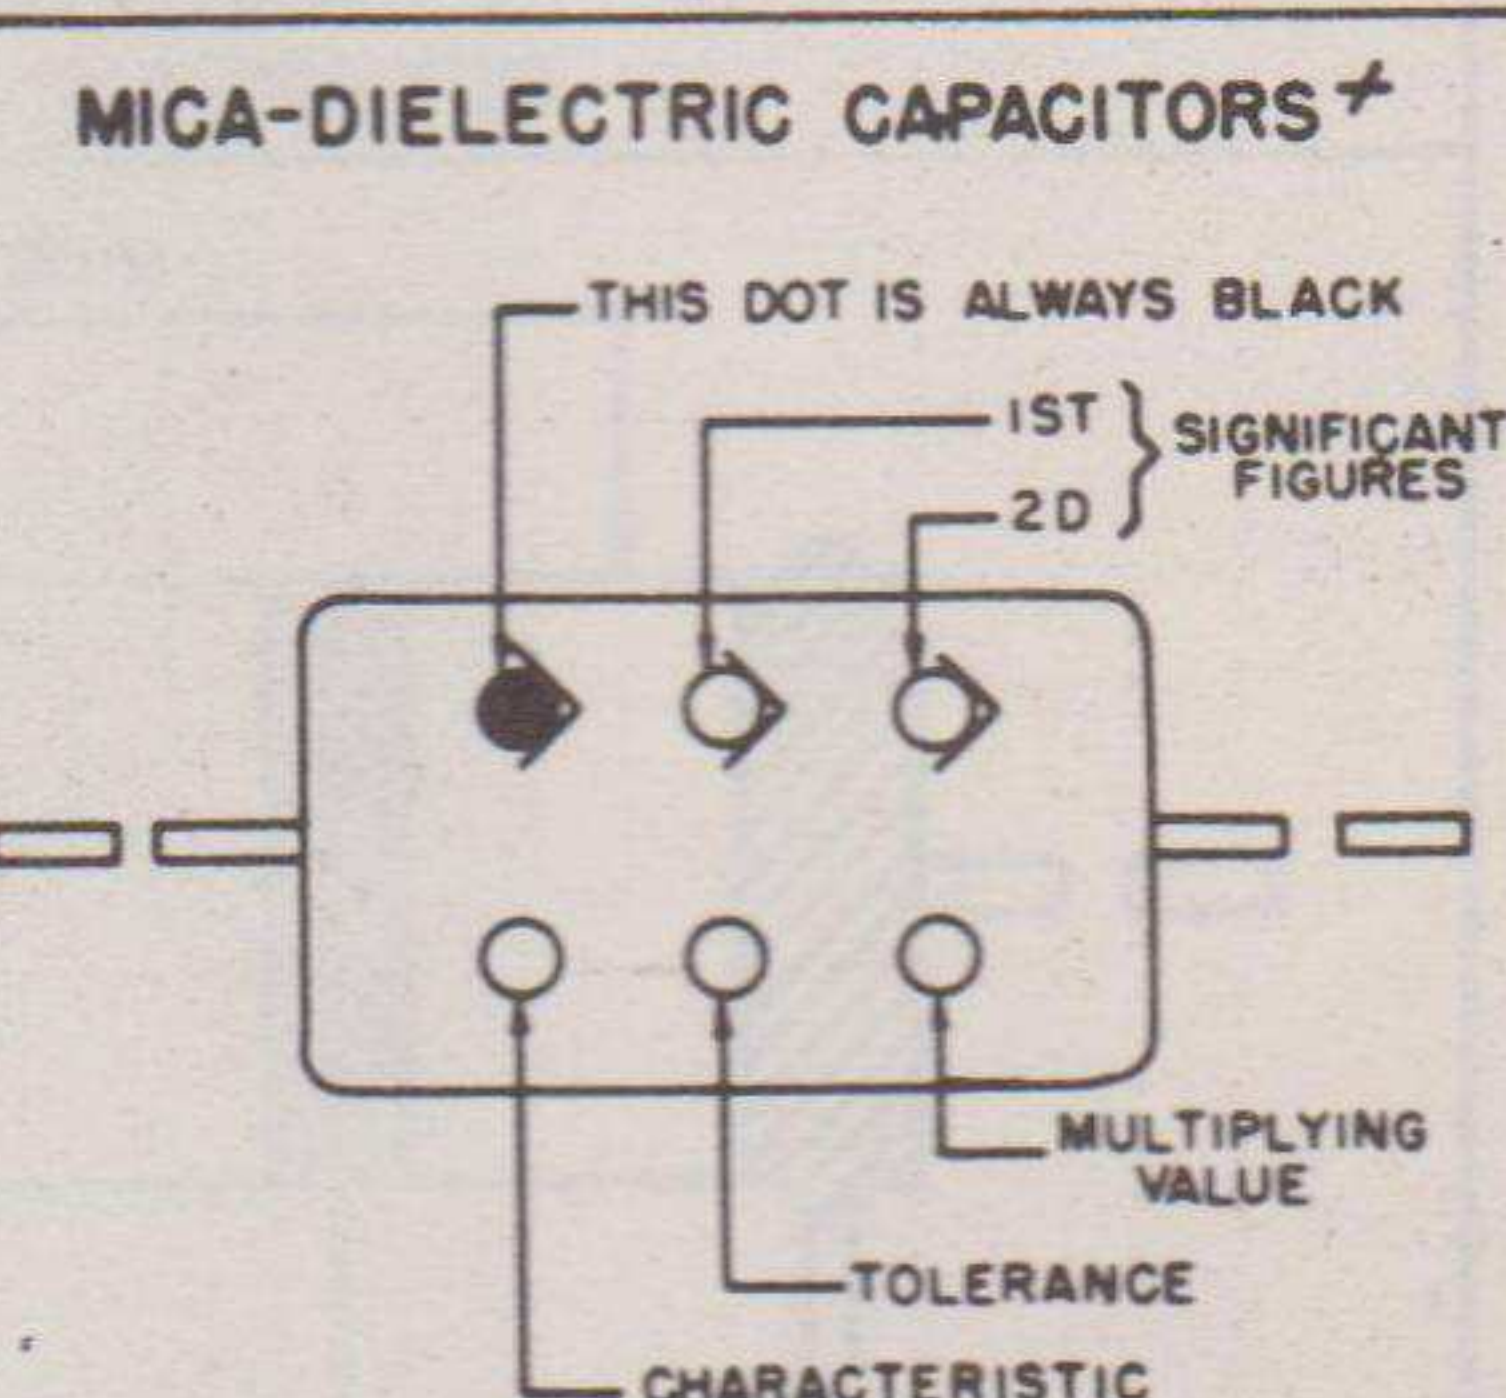 MICA-DIELECTRIC CAPACITORS+
THIS DOT IS ALWAYS BLACK
1ST
SIGNIFICANT
FIGURES
2D
MULTIPLYING
VALUE
TOLERANCE
CHARACTERISTIC